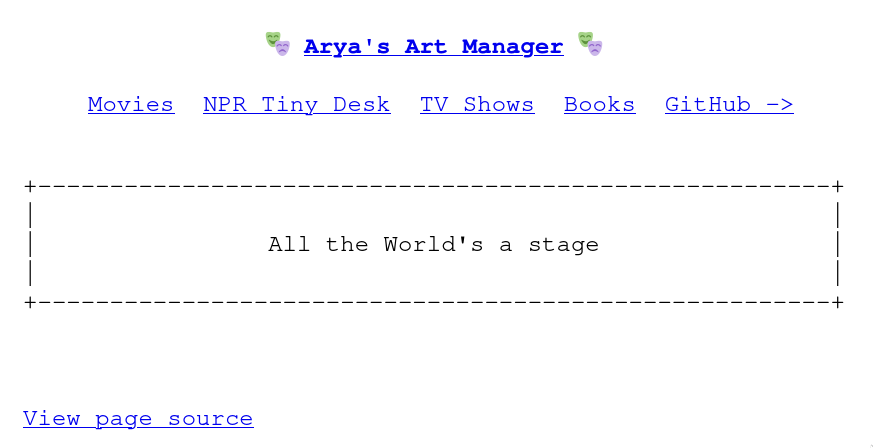 🎭 Arya's Art Manager 🎭
Movies NPR Tiny Desk TV Shows Books GitHub ->
+-------------------------------------------------------+
|                                                       |
|                All the World's a stage                |
|                                                       |
+-------------------------------------------------------+
View page source